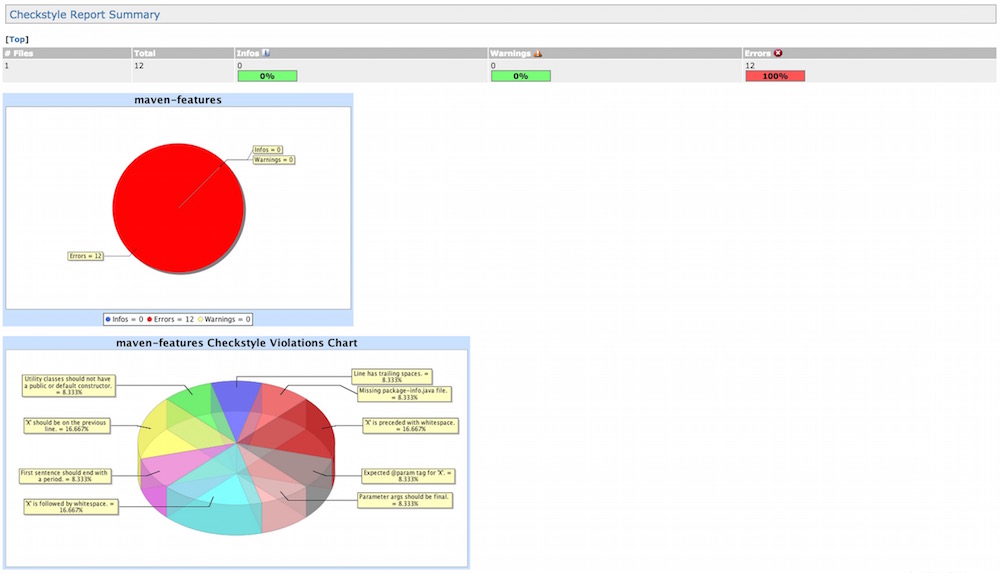 Checkstyle Report Summary
[Top]
# Files Total Infos Warnings Errors
1 12 0 0 12
0% 0% 100%
maven-features
Infos = 0
Warnings = 0
Errors = 12
Infos = 0 Errors = 12 Warnings = 0
maven-features Checkstyle Violations Chart
Line has trailing spaces. =
8.333%
Utility classes should not have
a public or default constructor.
= 8.333%
Missing package-info.java file.
= 8.333%
'X' should be on the previous
line. = 16.667%
'X' is preceded with whitespace.
= 16.667%
First sentence should end with
a period. = 8.333%
Expected @param tag for 'X'. =
8.333%
'X' is followed by whitespace. =
16.667%
Parameter args should be final.
= 8.333%